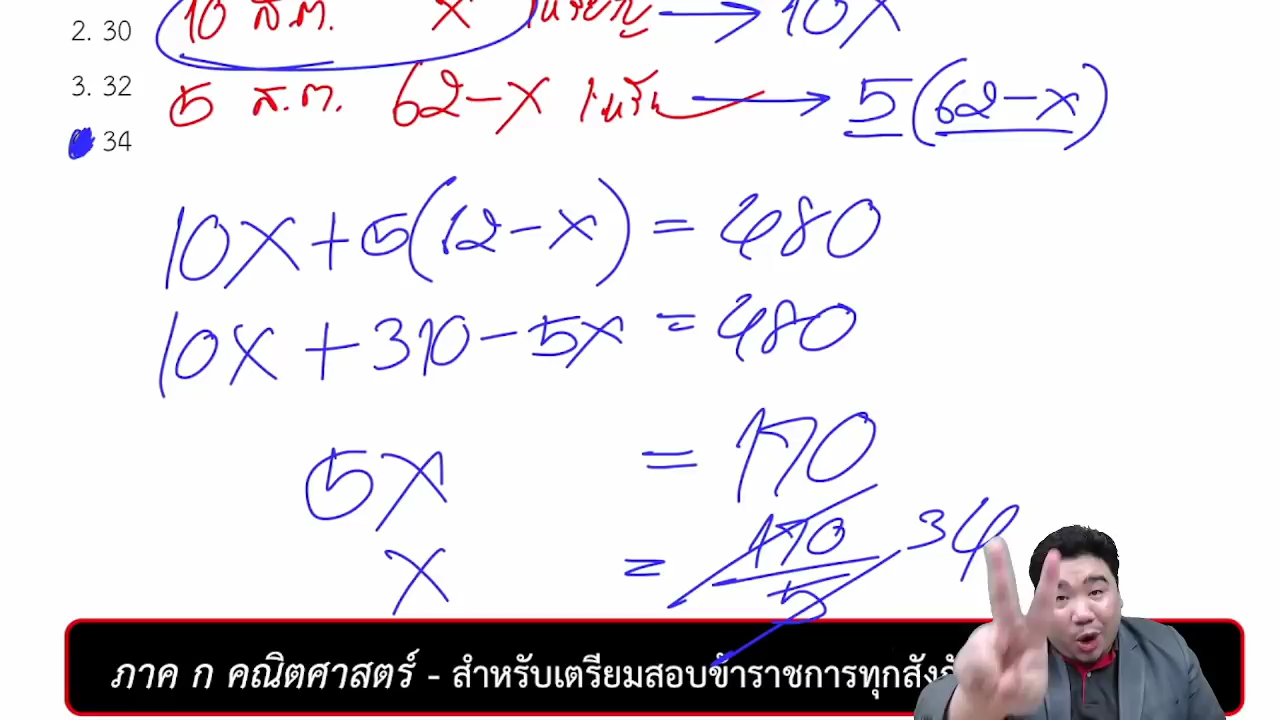 2. 30
10 ส.ต. x เหรียญ → 10x
3. 32
5 ส.ต. 62-x เหรียญ → 5(62-x)
34
10x+5(12-x) = 480
10x+310-5x = 480
5x = 170
x = 170/5 34
ภาค ก คณิตศาสตร์ - สำหรับเตรียมสอบข้าราชการทุกสังกัด